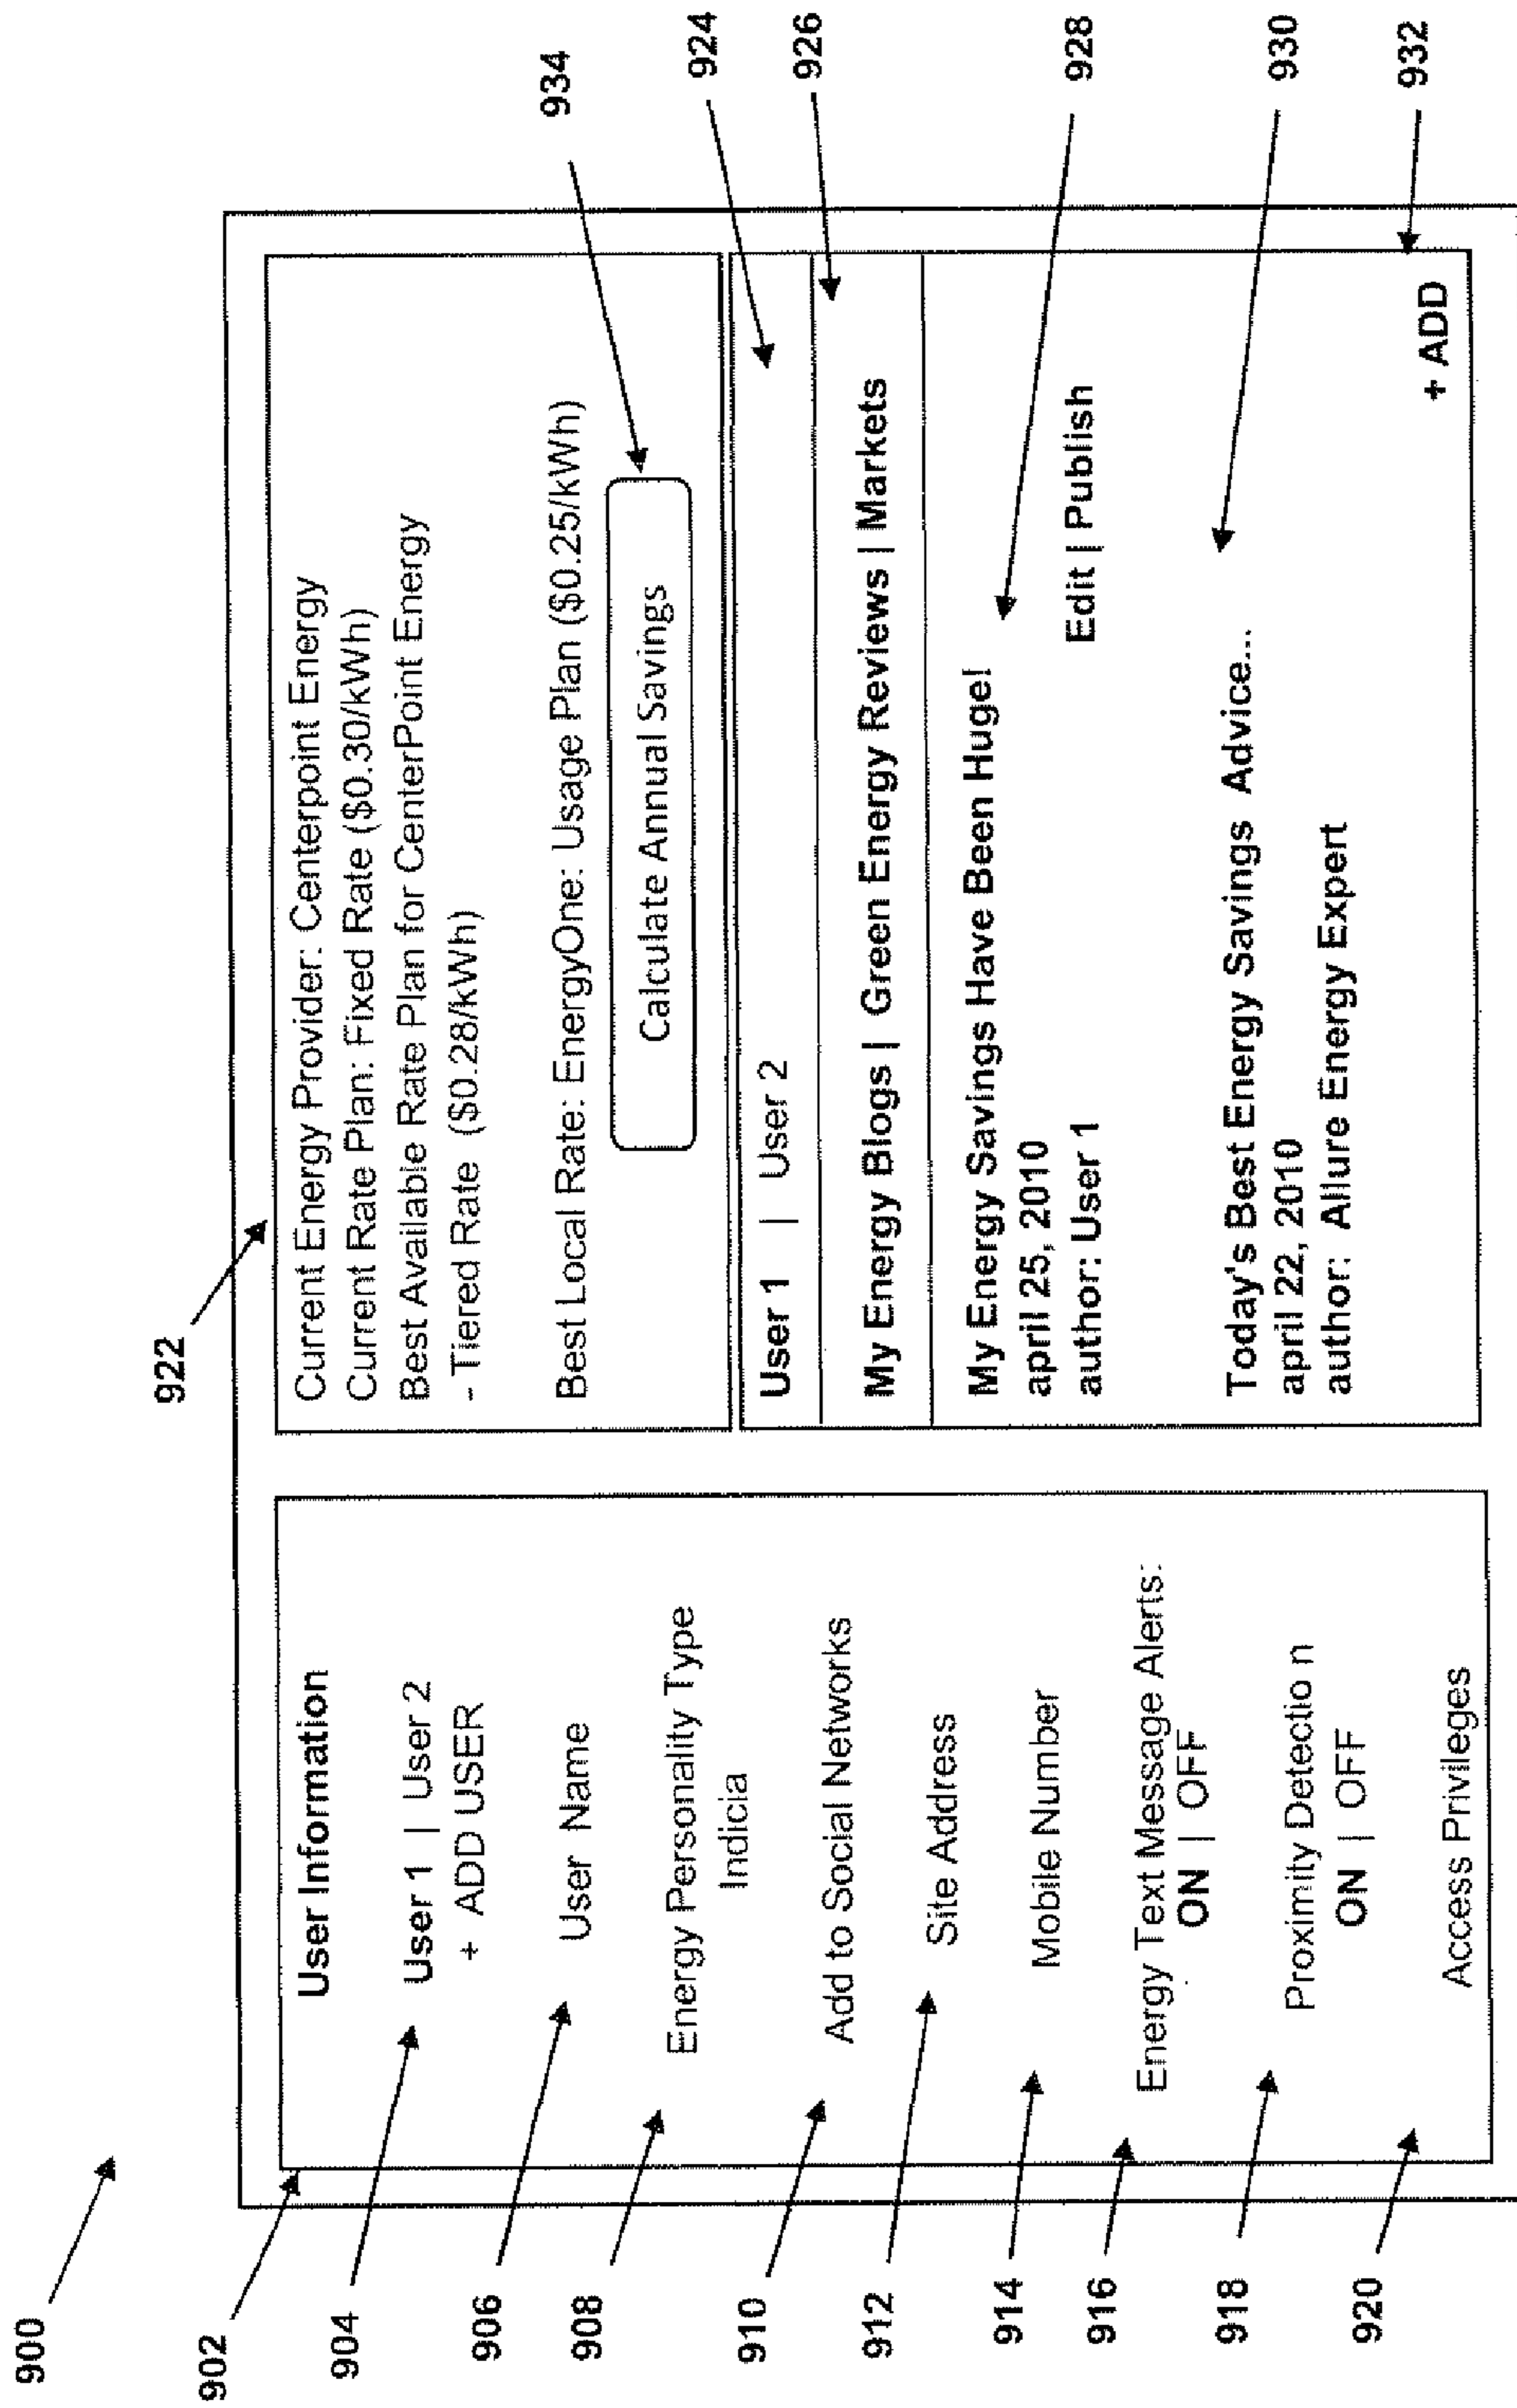 900
902
904
906
908
910
912
914
916
918
920
User Information
User 1 | User 2
+ ADD USER
User Name
Energy Personality Type
Indicia
Add to Social Networks
Site Address
Mobile Number
Energy Text Message Alerts:
ON | OFF
Proximity Detectio n
ON | OFF
Access Privileges
922
Current Energy Provider: Centerpoint Energy
Current Rate Plan: Fixed Rate ($0.30/kWh)
Best Available Rate Plan for CenterPoint Energy
- Tiered Rate ($0.28/kWh)
Best Local Rate: EnergyOne: Usage Plan ($0.25/kWh)
Calculate Annual Savings
User 1 | User 2
My Energy Blogs | Green Energy Reviews | Markets
My Energy Savings Have Been Huge!
april 25, 2010
author: User 1
Edit | Publish
Today's Best Energy Savings Advice...
april 22, 2010
author: Allure Energy Expert
+ ADD
934
924
926
928
930
932